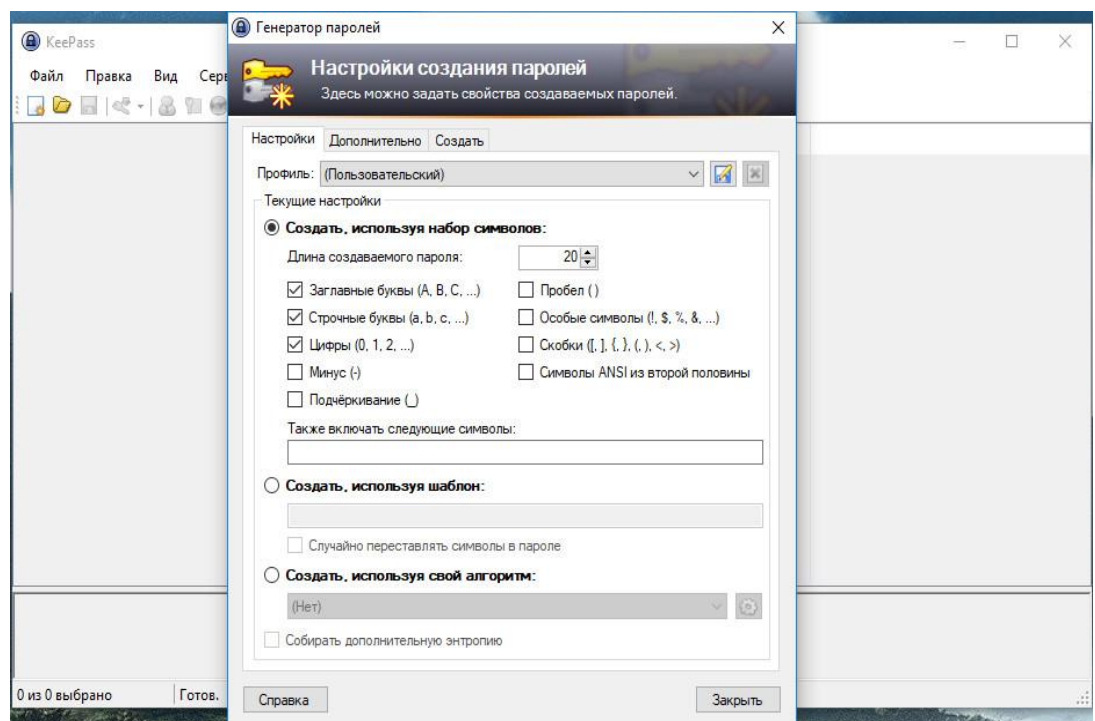 KeePass
Файл Правка Вид
Генератор паролей
Настройки создания паролей
Здесь можно задать свойства создаваемых паролей.
Настройки Дополнительно Создать
Профиль: (Пользовательский)
Текущие настройки
Создать, используя набор символов:
Длина создаваемого пароля: 20
Заглавные буквы (A, B, C, ...) Пробел ( )
Строчные буквы (a, b, c, ...) Особые символы (!, $, %, &, ...)
Цифры (0, 1, 2, ...) Скобки ([, ], {, }, (, ), <, >)
Минус (-) Символы ANSI из второй половины
Подчёркивание (_)
Также включать следующие символы:
Создать, используя шаблон:
Случайно переставлять символы в пароле
Создать, используя свой алгоритм:
(Нет)
Собирать дополнительную энтропию
Справка Закрыть
0 из 0 выбрано Готов.